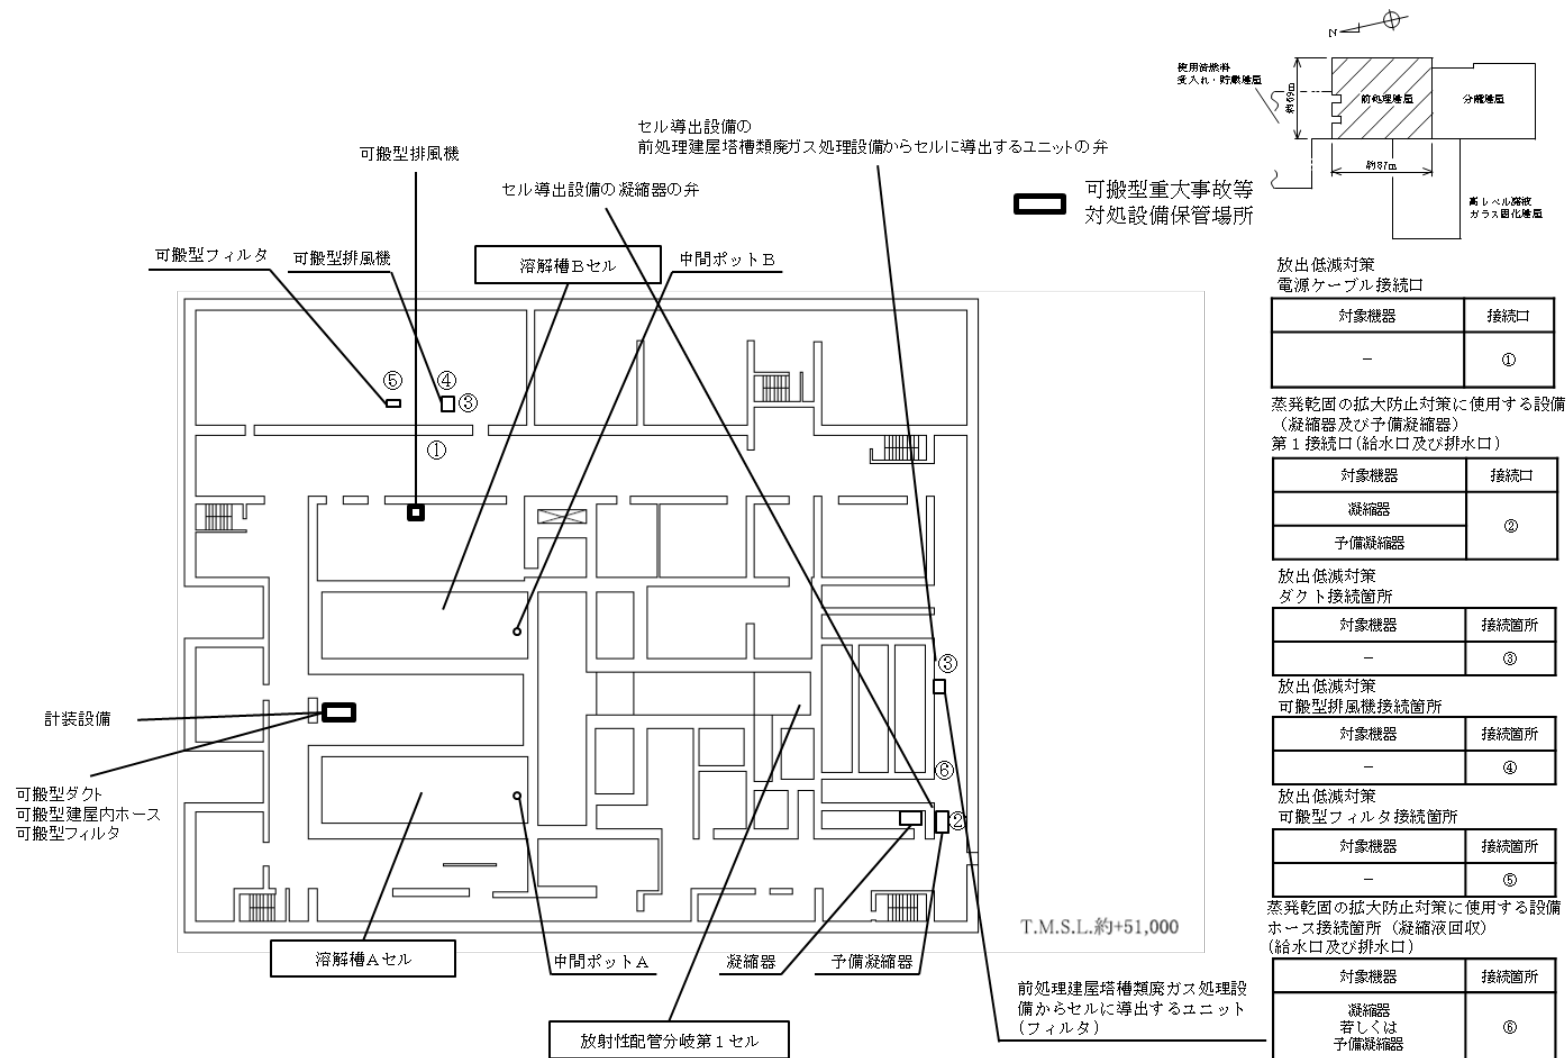 N
使用済燃料
受入れ・貯蔵建屋
約69m
前処理建屋
分離建屋
約87m
高レベル廃液
ガラス固化建屋
セル導出設備の
前処理建屋塔槽類廃ガス処理設備からセルに導出するユニットの弁
可搬型排風機
セル導出設備の凝縮器の弁
可搬型重大事故等
対処設備保管場所
可搬型フィルタ
可搬型排風機
溶解槽Bセル
中間ポットB
⑤
④
③
①
③
⑥
②
計装設備
可搬型ダクト
可搬型建屋内ホース
可搬型フィルタ
T.M.S.L.約+51,000
溶解槽Aセル
中間ポットA
凝縮器
予備凝縮器
放射性配管分岐第1セル
前処理建屋塔槽類廃ガス処理設
備からセルに導出するユニット
(フィルタ)
放出低減対策
電源ケーブル接続口
対象機器 接続口
－ ①
蒸発乾固の拡大防止対策に使用する設備
（凝縮器及び予備凝縮器）
第1接続口(給水口及び排水口)
対象機器 接続口
凝縮器 ②
予備凝縮器
放出低減対策
ダクト接続箇所
対象機器 接続箇所
－ ③
放出低減対策
可搬型排風機接続箇所
対象機器 接続箇所
－ ④
放出低減対策
可搬型フィルタ接続箇所
対象機器 接続箇所
－ ⑤
蒸発乾固の拡大防止対策に使用する設備
ホース接続箇所（凝縮液回収）
(給水口及び排水口)
対象機器 接続箇所
凝縮器
若しくは
予備凝縮器 ⑥